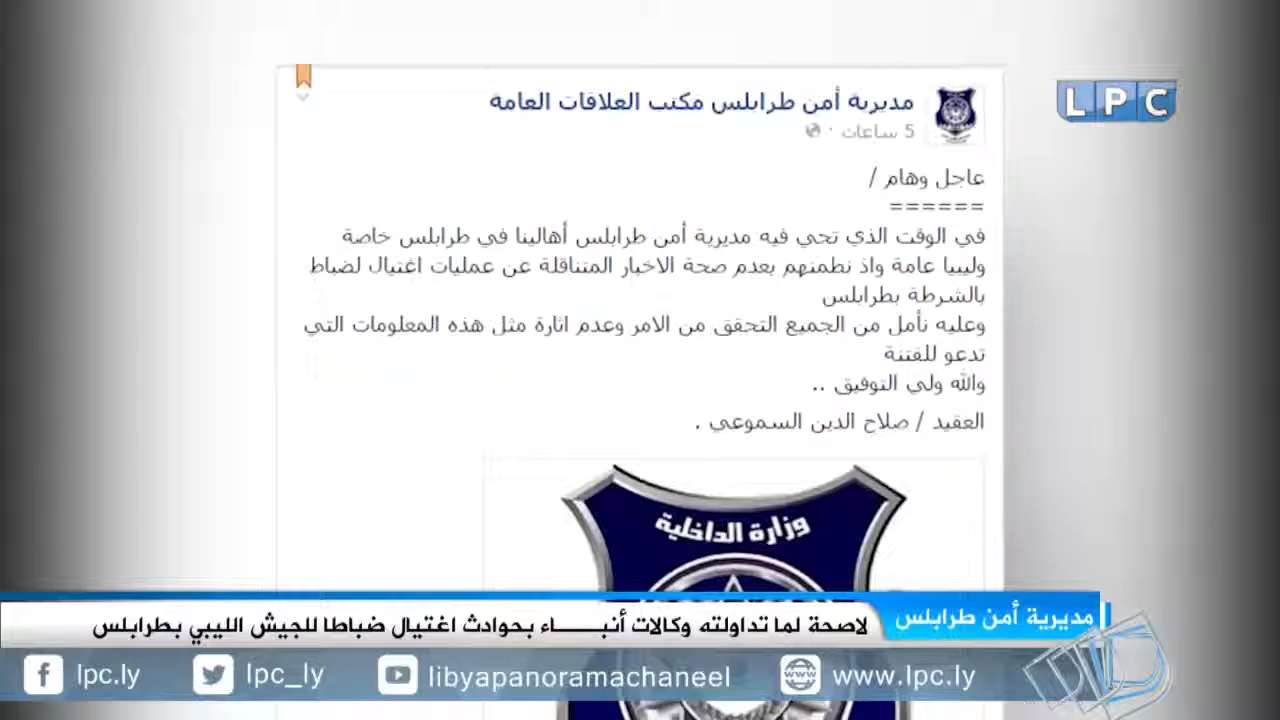 LPC
مديرية أمن طرابلس مكتب العلاقات العامة
5 ساعات ·
عاجل وهام /
======
في الوقت الذي تحي فيه مديرية أمن طرابلس أهالينا في طرابلس خاصة
وليبيا عامة واذ نطمنهم بعدم صحة الاخبار المتناقلة عن عمليات اغتيال لضباط
بالشرطة بطرابلس
وعليه نأمل من الجميع التحقق من الامر وعدم اثارة مثل هذه المعلومات التي
تدعو للفتنة
والله ولي التوفيق ..
العقيد / صلاح الدين السموعي .
وزارة الداخلية
مديرية أمن طرابلس
لاصحة لما تداولته وكالات أنبـــــاء بحوادث اغتيال ضباطا للجيش الليبي بطرابلس
lpc.ly lpc_ly libyapanoramachaneel www.lpc.ly